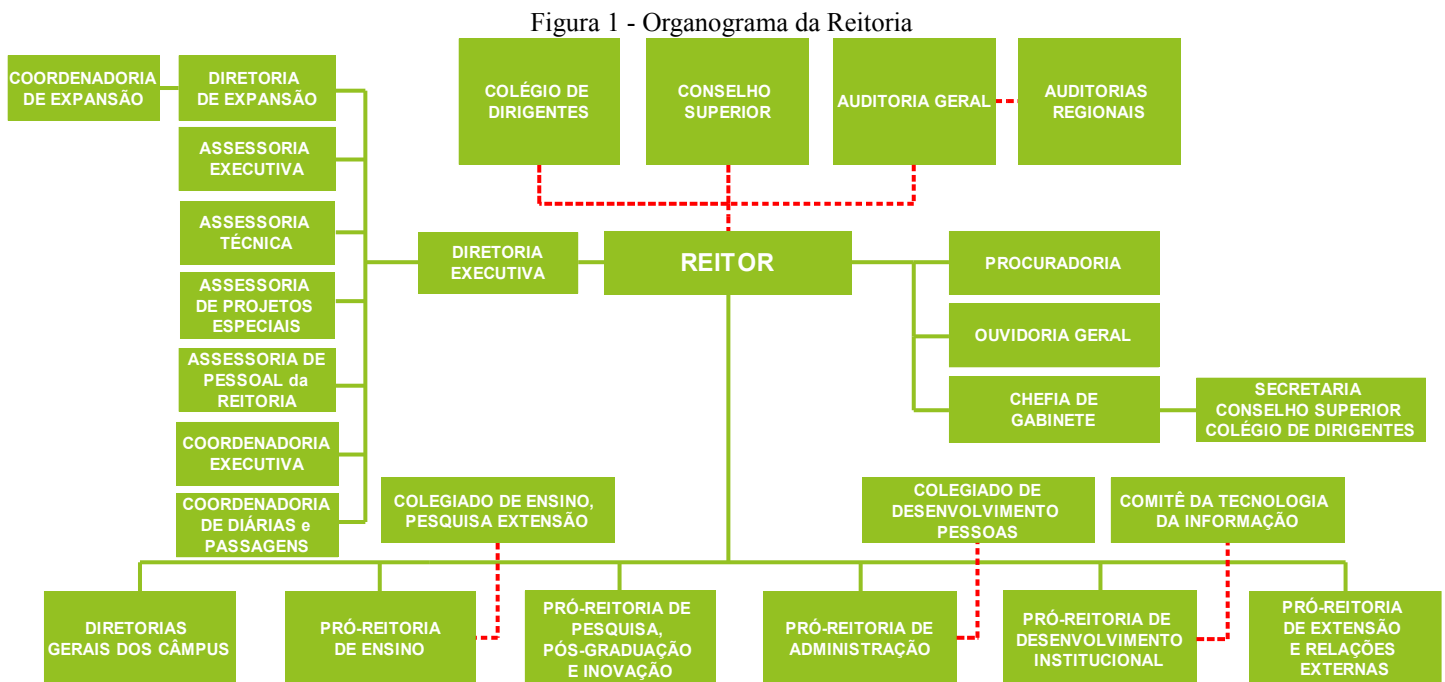 Figura 1 - Organograma da Reitoria
COORDENADORIA
DE EXPANSÃO
DIRETORIA
DE EXPANSÃO
COLÉGIO DE
DIRIGENTES
CONSELHO
SUPERIOR
AUDITORIA GERAL
AUDITORIAS
REGIONAIS
ASSESSORIA
EXECUTIVA
ASSESSORIA
TÉCNICA
DIRETORIA
EXECUTIVA
REITOR
PROCURADORIA
ASSESSORIA
DE PROJETOS
ESPECIAIS
OUVIDORIA GERAL
ASSESSORIA DE
PESSOAL da
REITORIA
CHEFIA DE
GABINETE
SECRETARIA
CONSELHO SUPERIOR
COLÉGIO DE DIRIGENTES
COORDENADORIA
EXECUTIVA
COORDENADORIA
DE DIÁRIAS e
PASSAGENS
COLEGIADO DE ENSINO,
PESQUISA EXTENSÃO
COLEGIADO DE
DESENVOLVIMENTO
PESSOAS
COMITÊ DA TECNOLOGIA
DA INFORMAÇÃO
DIRETORIAS
GERAIS DOS CÂMPUS
PRÓ-REITORIA
DE ENSINO
PRÓ-REITORIA DE
PESQUISA,
PÓS-GRADUAÇÃO
E INOVAÇÃO
PRÓ-REITORIA DE
ADMINISTRAÇÃO
PRÓ-REITORIA DE
DESENVOLVIMENTO
INSTITUCIONAL
PRÓ-REITORIA
DE EXTENSÃO
E RELAÇÕES
EXTERNAS